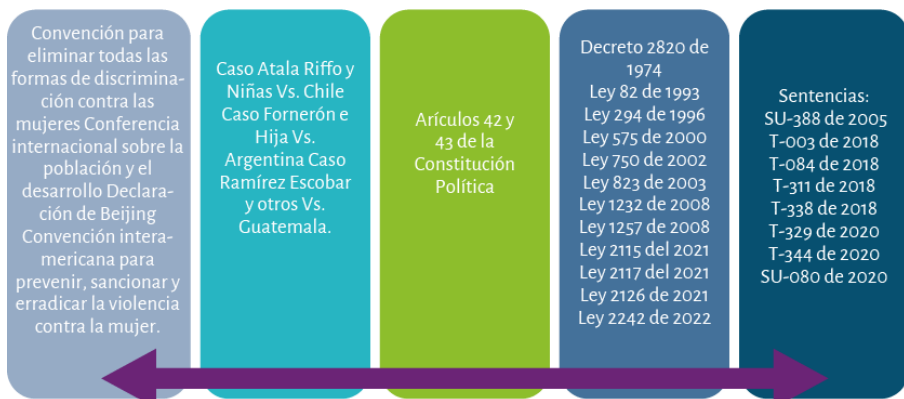 Convención para
eliminar todas las
formas de discrimina-
ción contra las
mujeres Conferencia
internacional sobre la
población y el
desarrollo Declara-
ción de Beijing
Convención intera-
mericana para
prevenir, sancionar y
erradicar la violencia
contra la mujer.
Caso Atala Riffo y
Niñas Vs. Chile
Caso Fornerón e
Hija Vs.
Argentina Caso
Ramírez Escobar
y otros Vs.
Guatemala.
Arículos 42 y
43 de la
Constitución
Política
Decreto 2820 de
1974
Ley 82 de 1993
Ley 294 de 1996
Ley 575 de 2000
Ley 750 de 2002
Ley 823 de 2003
Ley 1232 de 2008
Ley 1257 de 2008
Ley 2115 del 2021
Ley 2117 del 2021
Ley 2126 de 2021
Ley 2242 de 2022
Sentencias:
SU-388 de 2005
T-003 de 2018
T-084 de 2018
T-311 de 2018
T-338 de 2018
T-329 de 2020
T-344 de 2020
SU-080 de 2020